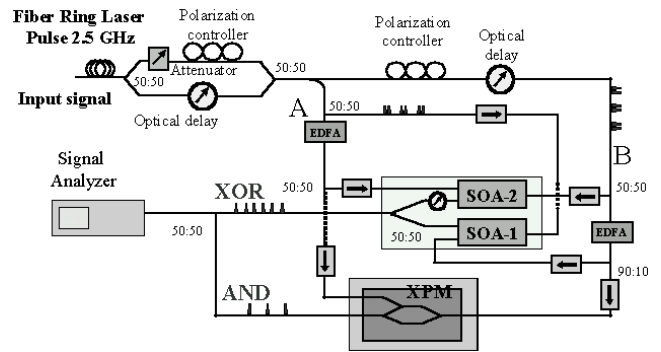 Fiber Ring Laser
Pulse 2.5 GHz
Polarization
controller
Polarization
controller
Optical
delay
50:50
Attenuator
50:50
Input signal
Optical delay
A
50:50
EDFA
B
Signal
Analyzer
XOR
50:50
SOA-2
50:50
50:50
50:50
SOA-1
EDFA
90:10
AND
XPM